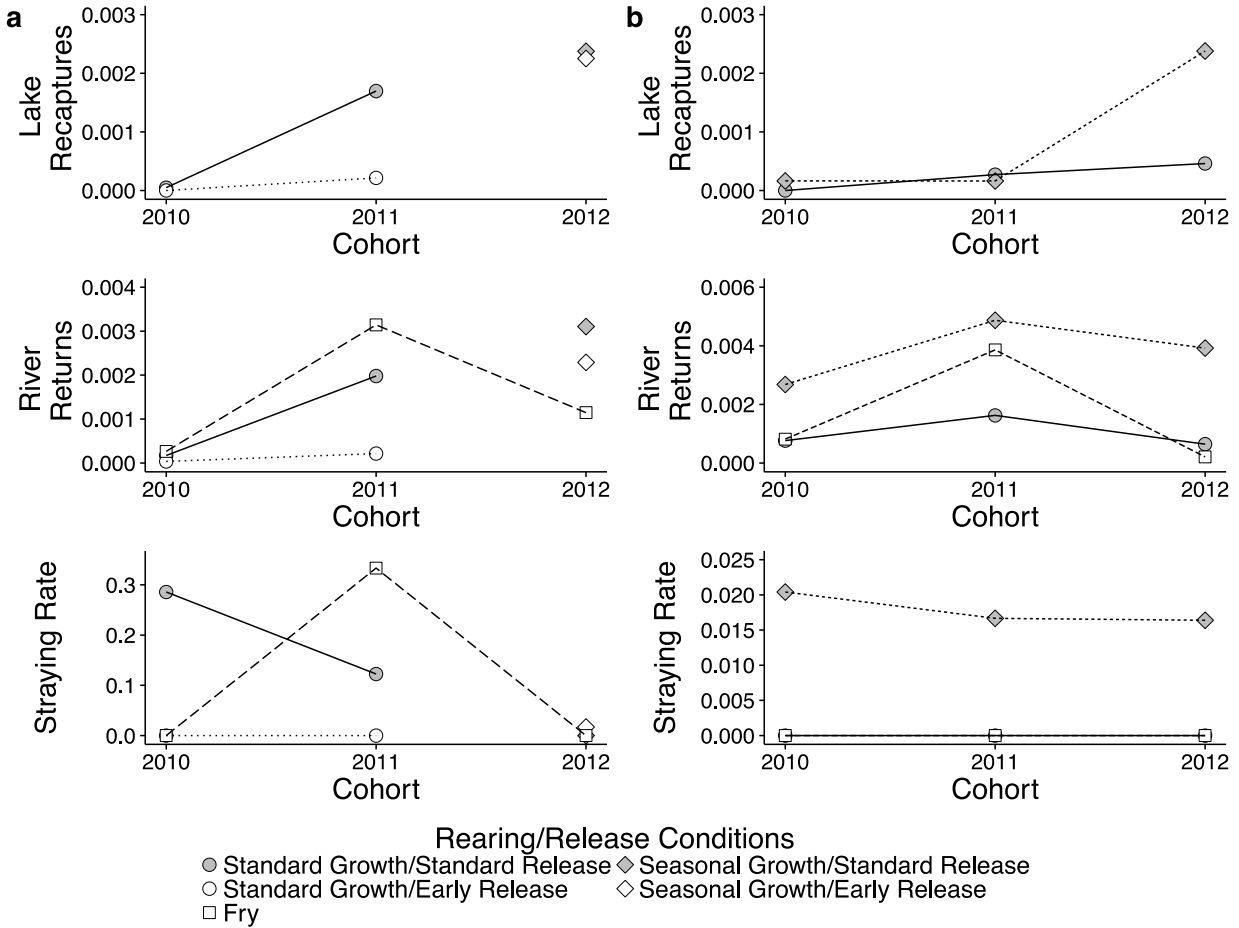 a
0.003
0.002
0.001
0.000
Lake
Recaptures
2010
2011
2012
Cohort
b
0.003
0.002
0.001
0.000
Lake
Recaptures
2010
2011
2012
Cohort
0.004
0.003
0.002
0.001
0.000
River
Returns
2010
2011
2012
Cohort
0.006
0.004
0.002
0.000
River
Returns
2010
2011
2012
Cohort
0.3
0.2
0.1
0.0
Straying Rate
2010
2011
2012
Cohort
0.025
0.020
0.015
0.010
0.005
0.000
Straying Rate
2010
2011
2012
Cohort
Rearing/Release Conditions
Standard Growth/Standard Release
Seasonal Growth/Standard Release
Standard Growth/Early Release
Seasonal Growth/Early Release
Fry